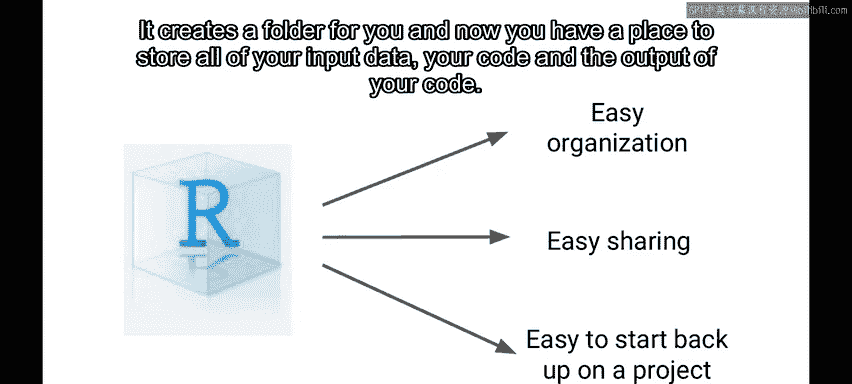 It creates a folder for you and now you have a place to
store all of your input data, your code and the output of
your code.
Easy
organization
R
Easy sharing
Easy to start back
up on a project